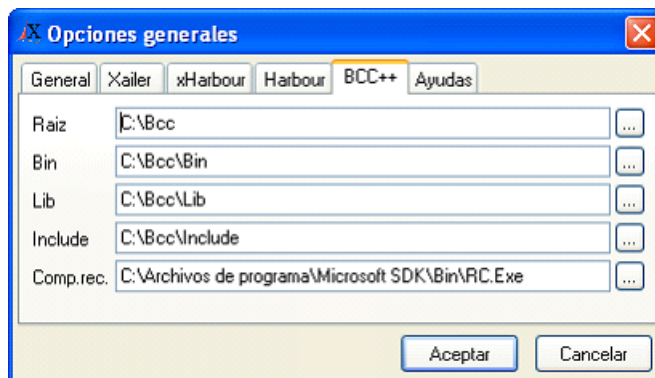 Opciones generales
General Xailer xHarbour Harbour BCC++ Ayudas
Raiz C:\Bcc ...
Bin C:\Bcc\Bin ...
Lib C:\Bcc\Lib ...
Include C:\Bcc\Include ...
Comp.rec. C:\Archivos de programa\Microsoft SDK\Bin\RC.Exe ...
Aceptar Cancelar